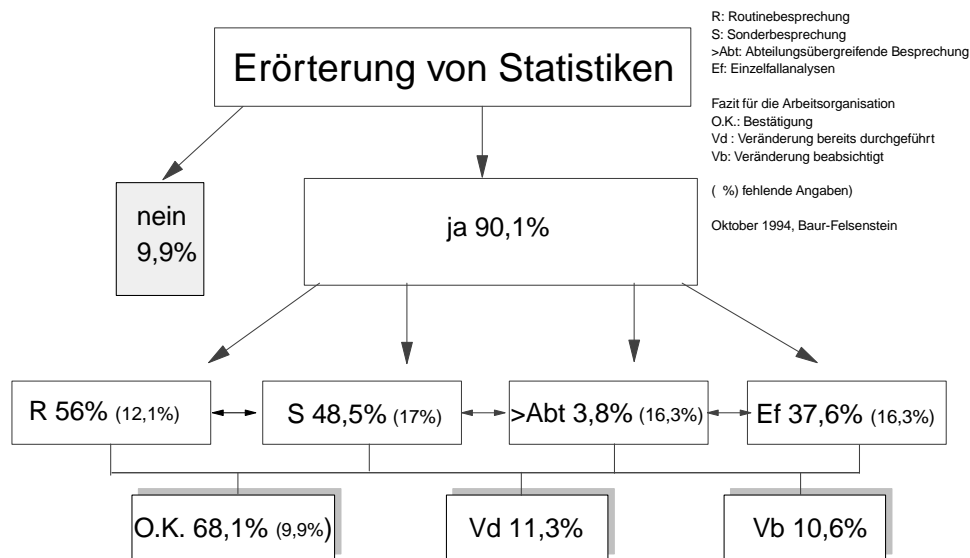 Erörterung von Statistiken
R: Routinebesprechung
S: Sonderbesprechung
>Abt: Abteilungsübergreifende Besprechung
Ef: Einzelfallanalysen
Fazit für die Arbeitsorganisation
O.K.: Bestätigung
Vd : Veränderung bereits durchgeführt
Vb: Veränderung beabsichtigt
( %) fehlende Angaben)
Oktober 1994, Baur-Felsenstein
nein
9,9%
ja 90,1%
R 56% (12,1%)
S 48,5% (17%)
>Abt 3,8% (16,3%)
Ef 37,6% (16,3%)
O.K. 68,1% (9,9%)
Vd 11,3%
Vb 10,6%